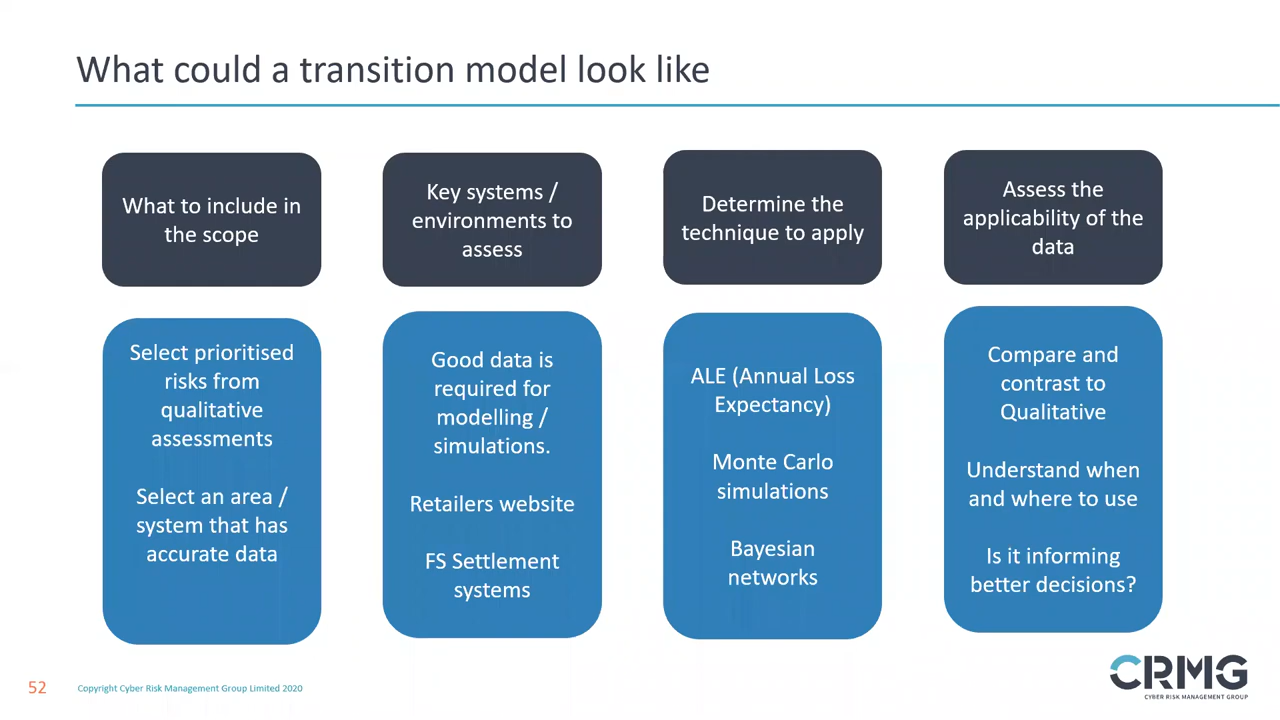 What could a transition model look like
What to include in
the scope
Select prioritised
risks from
qualitative
assessments
Select an area /
system that has
accurate data
Key systems /
environments to
assess
Good data is
required for
modelling /
simulations.
Retailers website
FS Settlement
systems
Determine the
technique to apply
ALE (Annual Loss
Expectancy)
Monte Carlo
simulations
Bayesian
networks
Assess the
applicability of the
data
Compare and
contrast to
Qualitative
Understand when
and where to use
Is it informing
better decisions?
52
Copyright Cyber Risk Management Group Limited 2020
CRMG
CYBER RISK MANAGEMENT GROUP